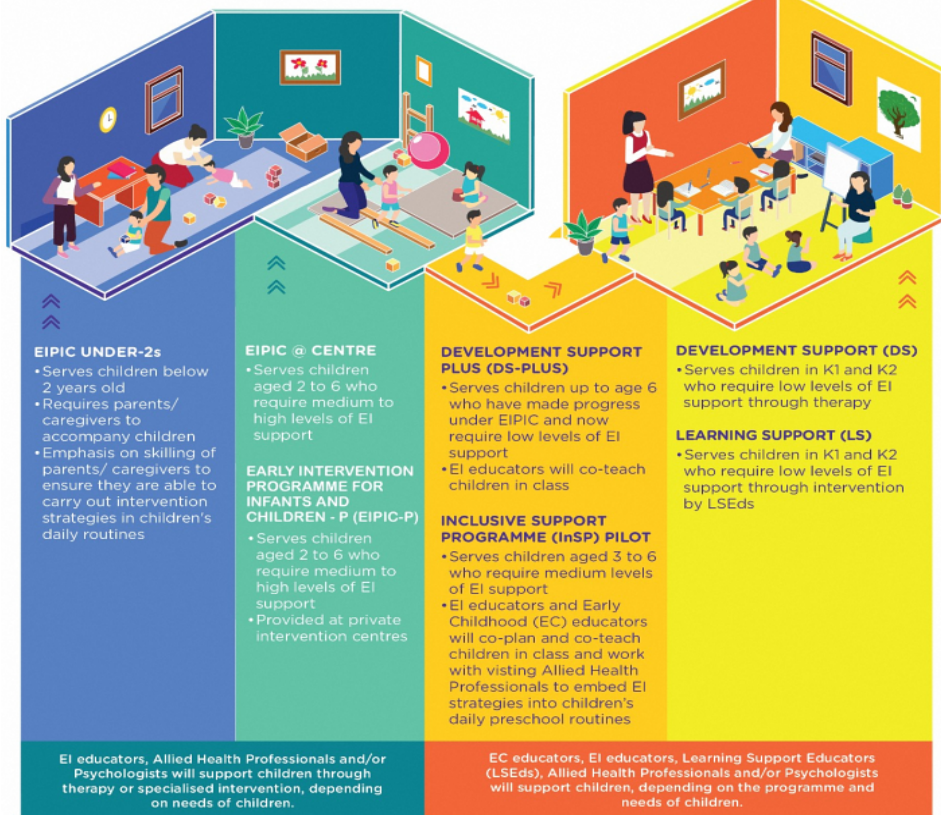 EIPIC UNDER-2s
•Serves children below
2 years old
•Requires parents/
caregivers to
accompany children
•Emphasis on skilling of
parents/ caregivers to
ensure they are able to
carry out intervention
strategies in children's
daily routines
EIPIC @ CENTRE
•Serves children
aged 2 to 6 who
require medium to
high levels of EI
support
EARLY INTERVENTION
PROGRAMME FOR
INFANTS AND
CHILDREN - P (EIPIC-P)
•Serves children
aged 2 to 6 who
require medium to
high levels of EI
support
•Provided at private
intervention centres
DEVELOPMENT SUPPORT
PLUS (DS-PLUS)
•Serves children up to age 6
who have made progress
under EIPIC and now
require low levels of EI
support
•EI educators will co-teach
children in class
INCLUSIVE SUPPORT
PROGRAMME (InSP) PILOT
•Serves children aged 3 to 6
who require medium levels
of EI support
•EI educators and Early
Childhood (EC) educators
will co-plan and co-teach
children in class and work
with visting Allied Health
Professionals to embed EI
strategies into children's
daily preschool routines
DEVELOPMENT SUPPORT (DS)
•Serves children in K1 and K2
who require low levels of EI
support through therapy
LEARNING SUPPORT (LS)
•Serves children in K1 and K2
who require low levels of EI
support through intervention
by LSEds
EI educators, Allied Health Professionals and/or
Psychologists will support children through
therapy or specialised intervention, depending
on needs of children.
EC educators, EI educators, Learning Support Educators
(LSEds), Allied Health Professionals and/or Psychologists
will support children, depending on the programme and
needs of children.